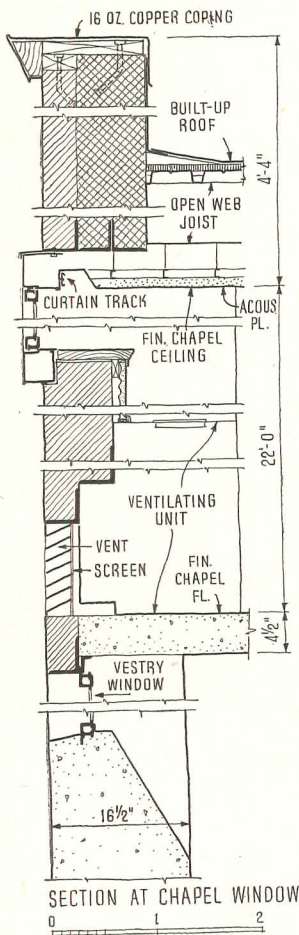 16 OZ. COPPER COPING
BUILT-UP
ROOF
4'-4"
OPEN WEB
JOIST
CURTAIN TRACK
ACOUS.
PL.
FIN. CHAPEL
CEILING
22'-0"
VENTILATING
UNIT
VENT
SCREEN
FIN.
CHAPEL
FL.
4½"
VESTRY
WINDOW
16½"
SECTION AT CHAPEL WINDOW
0 1 2